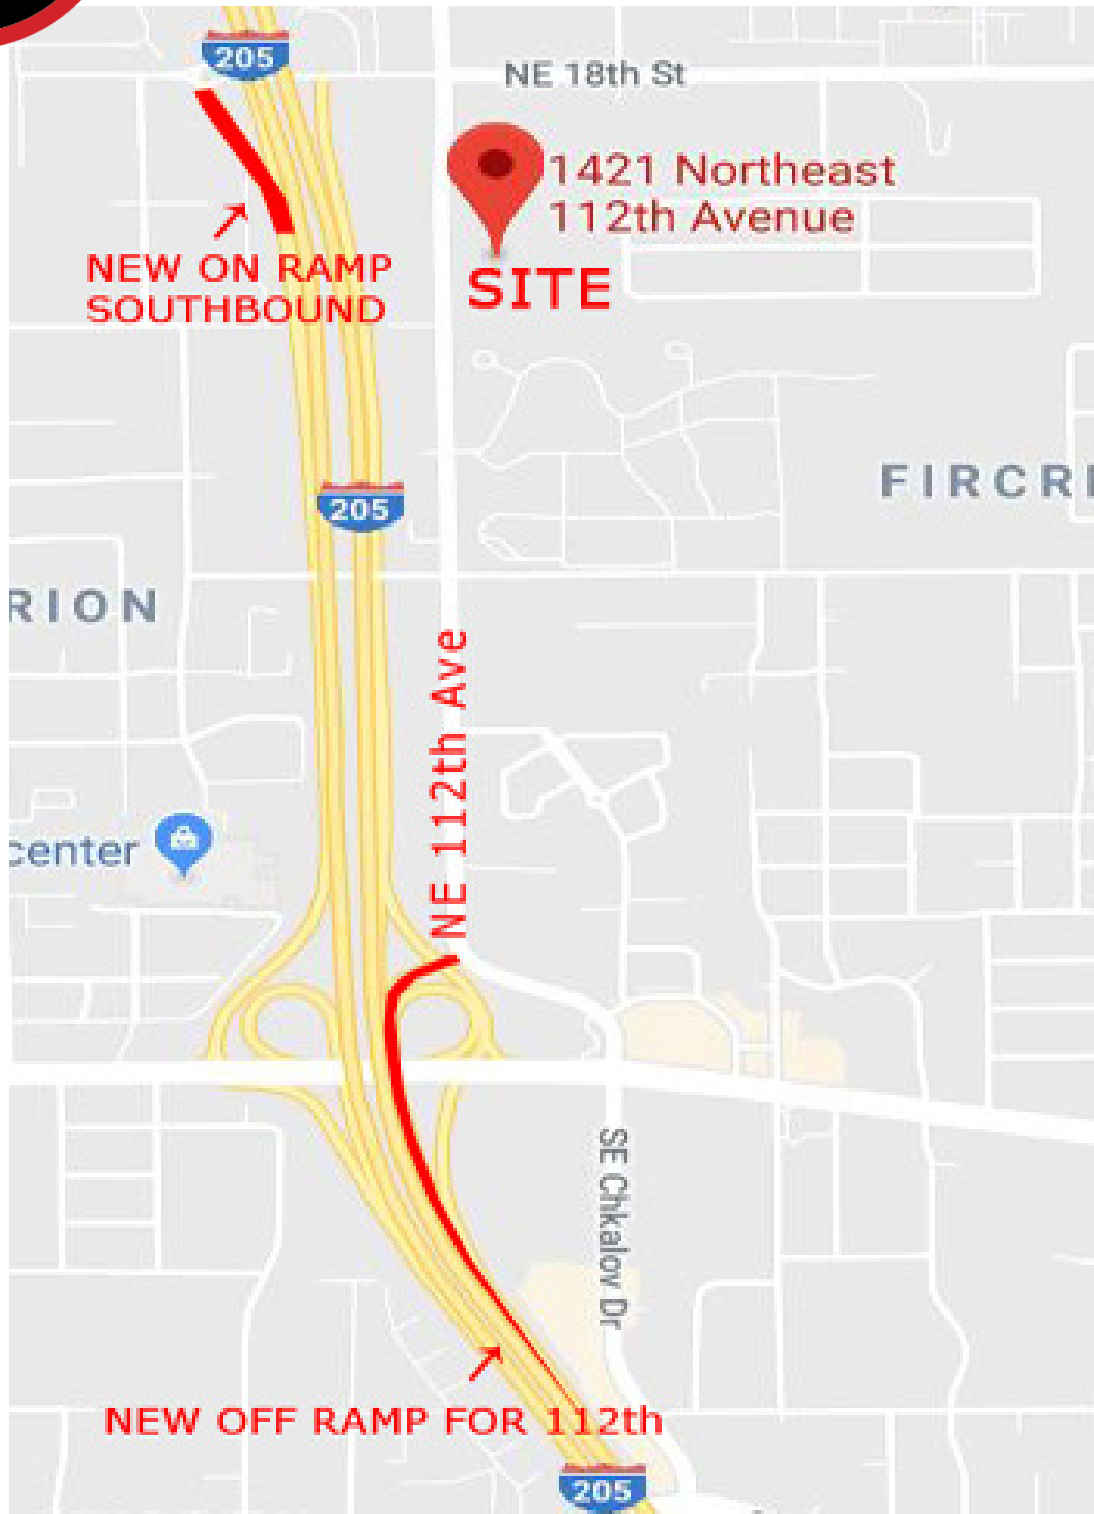 205
NE 18th St
1421 Northeast
112th Avenue
SITE
NEW ON RAMP
SOUTHBOUND
FIRCR
205
RION
NE 112th Ave
center
SE Chkalov Dr
NEW OFF RAMP FOR 112th
205